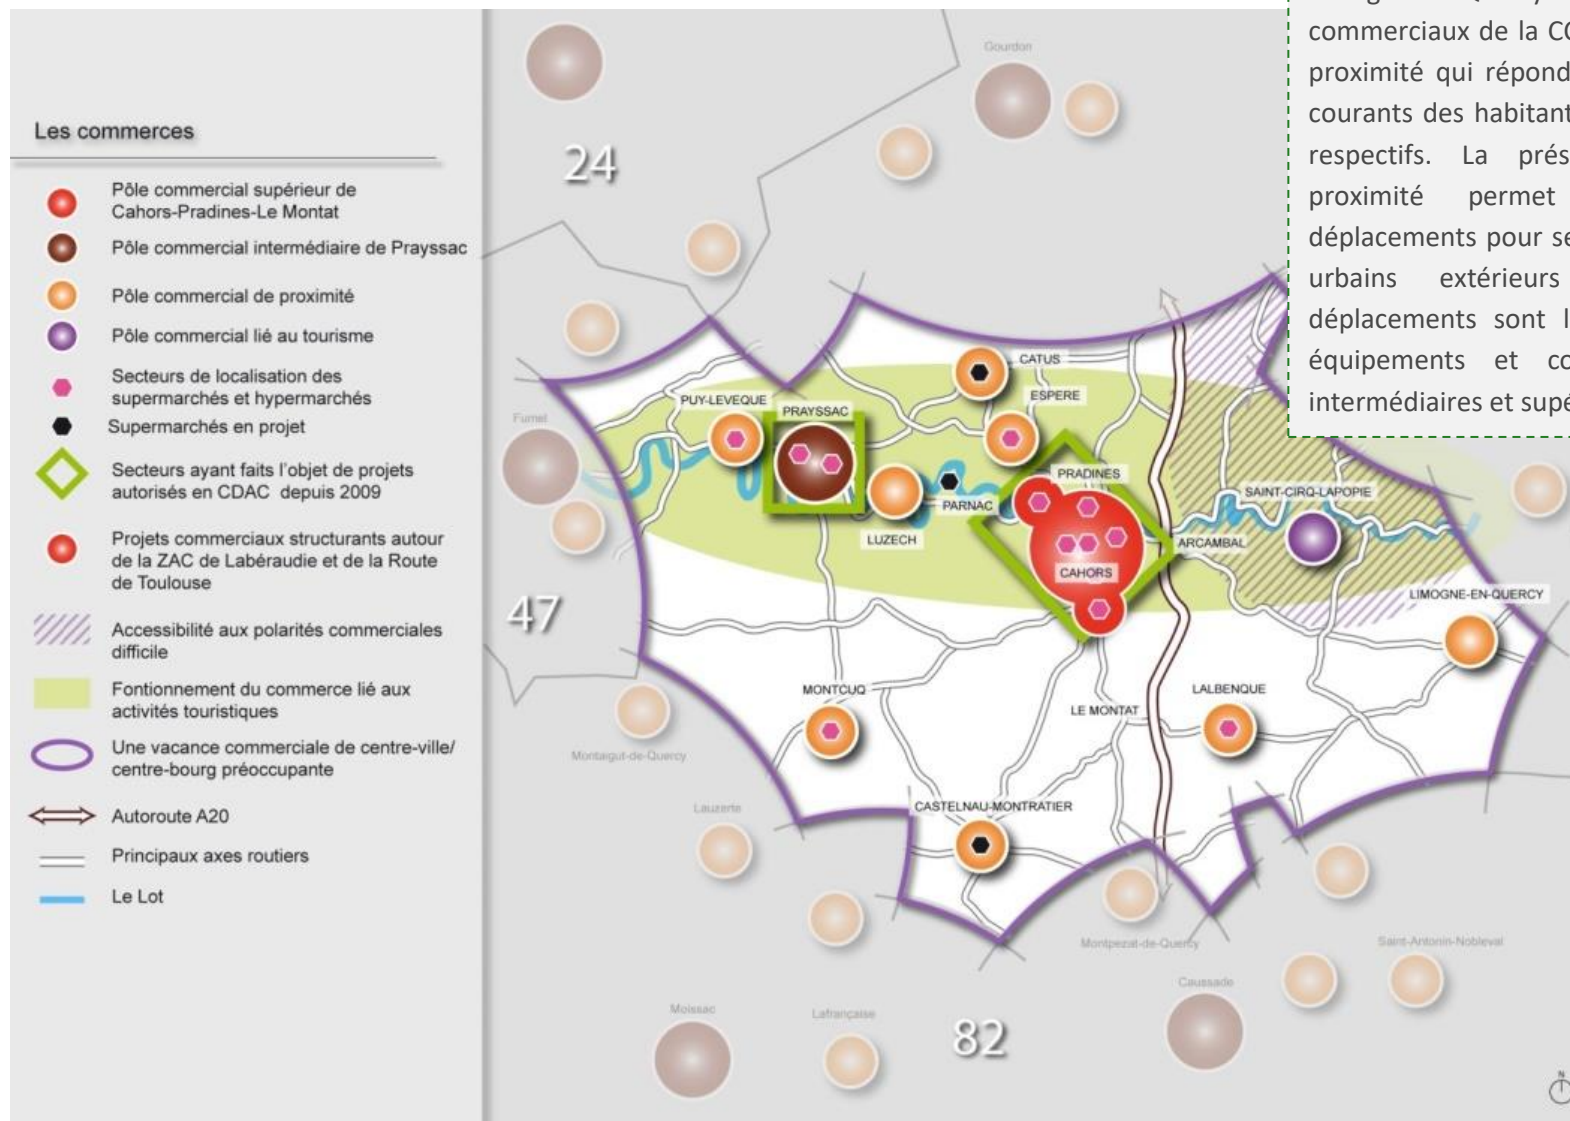 Les commerces
Pôle commercial supérieur de
Cahors-Pradines-Le Montat
Pôle commercial intermédiaire de Prayssac
Pôle commercial de proximité
Pôle commercial lié au tourisme
Secteurs de localisation des
supermarchés et hypermarchés
Supermarchés en projet
Secteurs ayant faits l'objet de projets
autorisés en CDAC depuis 2009
Projets commerciaux structurants autour
de la ZAC de Labéraudie et de la Route
de Toulouse
Accessibilité aux polarités commerciales
difficile
Fontionnement du commerce lié aux
activités touristiques
Une vacance commerciale de centre-ville/
centre-bourg préoccupante
Autoroute A20
Principaux axes routiers
Le Lot
24
47
82
Gourdon
Fumel
CATUS
ESPERE
PUY-LEVEQUE
PRAYSSAC
PRADINES
SAINT-CIRQ-LAPOPIE
PARNAC
LUZECH
ARCAMBAL
CAHORS
LIMOGNE-EN-QUERCY
MONTCUQ
LALBENQUE
LE MONTAT
Montaigut-de-Quercy
Lauzerte
CASTELNAU-MONTRATIER
Montpezat-de-Quercy
Saint-Antonin-Nobleval
Caussade
Moissac
Lafrançaise
N
commerciaux de la
proximité qui répond
courants des habitant
respectifs. La
proximité permet
déplacements pour
urbains extérieurs
déplacements sont
équipements et
intermédiaires et